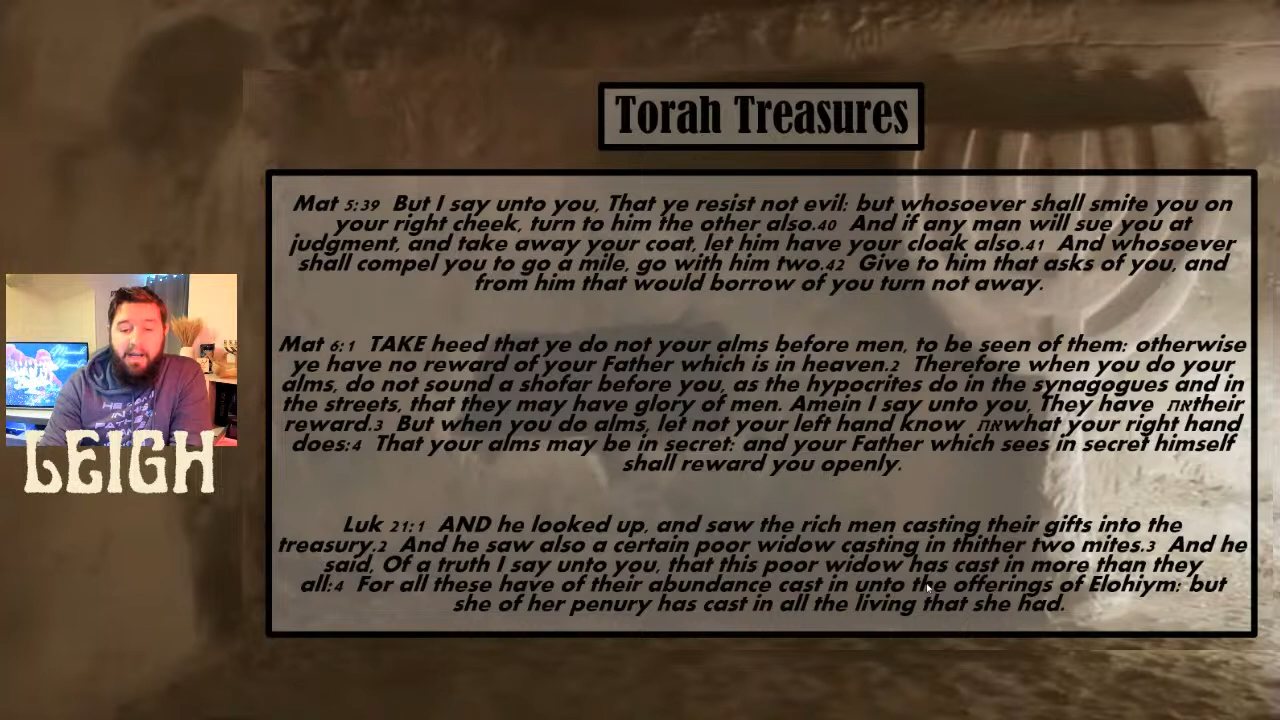 Torah Treasures
Mat 5:39 But I say unto you, That ye resist not evil: but whosoever shall smite you on
your right cheek, turn to him the other also.40 And if any man will sue you at
judgment, and take away your coat, let him have your cloak also.41 And whosoever
shall compel you to go a mile, go with him two.42 Give to him that asks of you, and
from him that would borrow of you turn not away.
Mat 6:1 TAKE heed that ye do not your alms before men, to be seen of them: otherwise
ye have no reward of your Father which is in heaven.2 Therefore when you do your
alms, do not sound a shofar before you, as the hypocrites do in the synagogues and in
the streets, that they may have glory of men. Amein I say unto you, They have את their
reward.3 But when you do alms, let not your left hand know את what your right hand
does:4 That your alms may be in secret: and your Father which sees in secret himself
shall reward you openly.
Luk 21:1 AND he looked up, and saw the rich men casting their gifts into the
treasury.2 And he saw also a certain poor widow casting in thither two mites.3 And he
said, Of a truth I say unto you, that this poor widow has cast in more than they
all:4 For all these have of their abundance cast in unto the offerings of Elohiym: but
she of her penury has cast in all the living that she had.
LEIGH